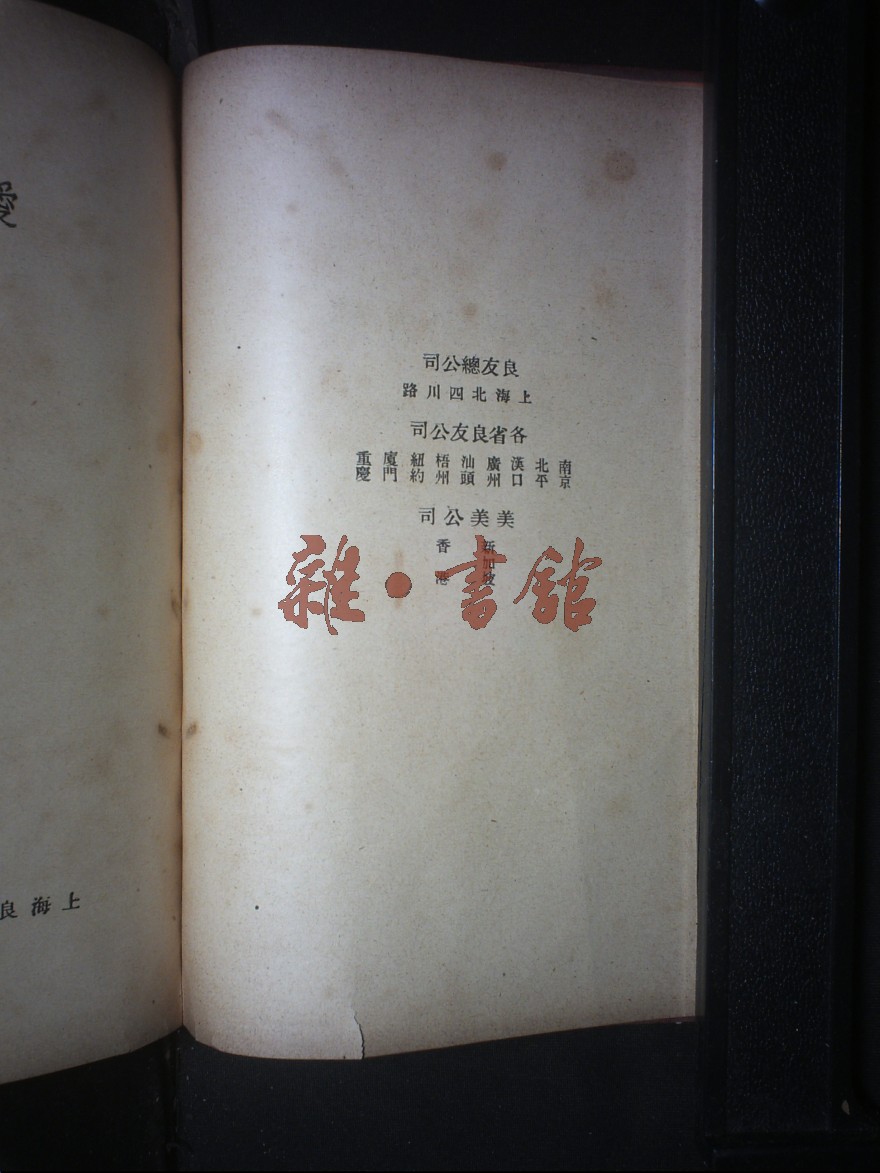 良友總公司
上海北四川路
各省良友公司
南京 北平 漢口 廣州 汕頭 梧州 紐約 廈門 重慶
美美公司
新加坡 香港
雜·書館
愛
上海良